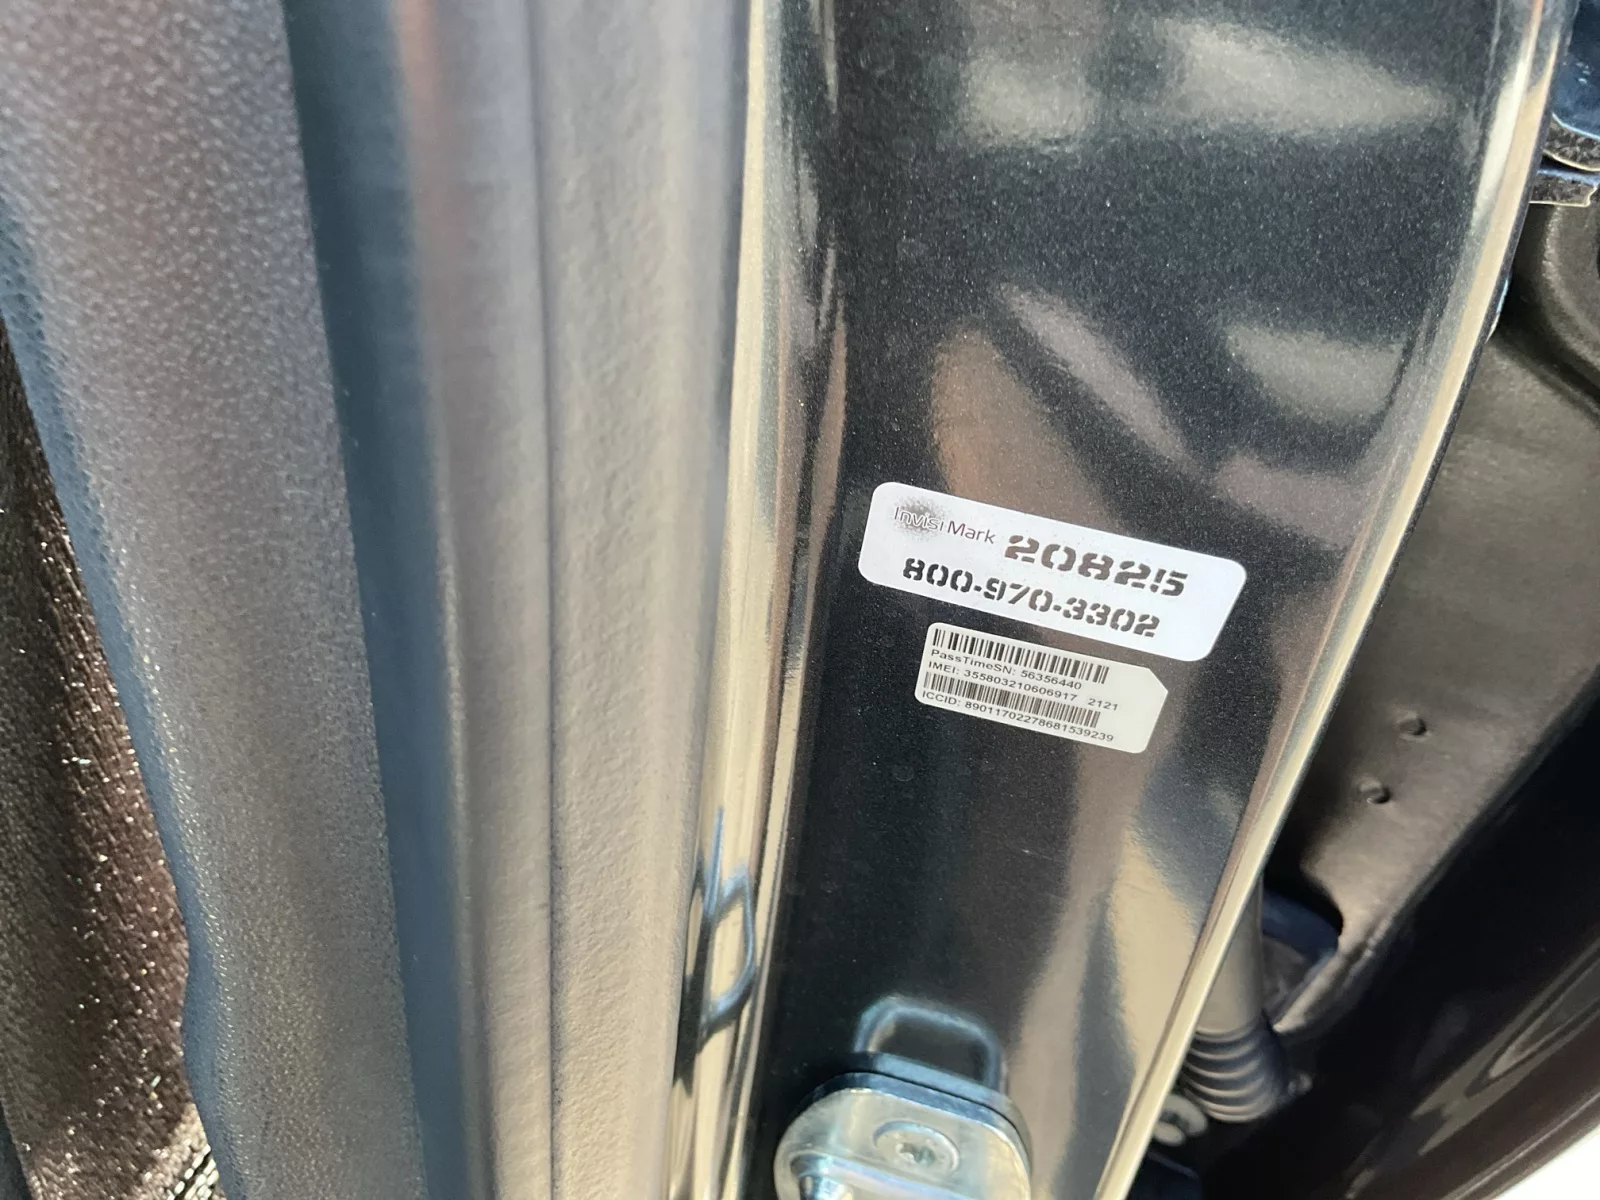 InvisiMark 20825
800-970-3302
PassTimeSN: 56356440
IMEI: 355803210606917 2121
ICCID: 89011702278681539239